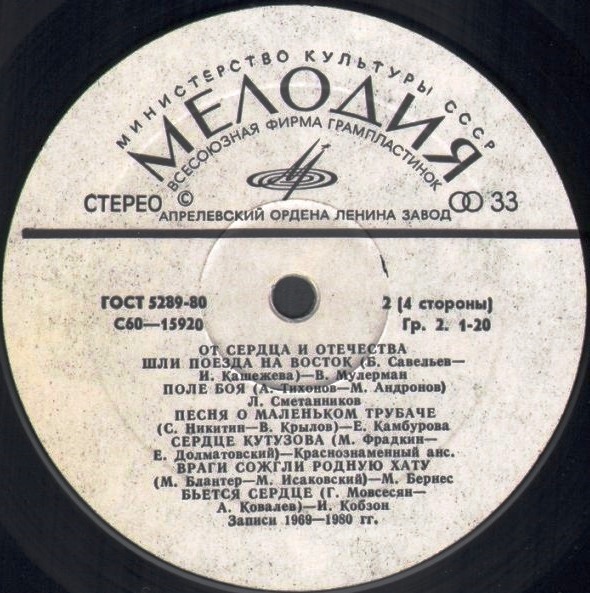 МИНИСТЕРСТВО КУЛЬТУРЫ СССР
МЕЛОДИЯ
ВСЕСОЮЗНАЯ ФИРМА ГРАМПЛАСТИНОК
СТЕРЕО © 33
АПРЕЛЕВСКИЙ ОРДЕНА ЛЕНИНА ЗАВОД
ГОСТ 5289-80 2 (4 стороны)
С60—15920 Гр. 2. 1-20
ОТ СЕРДЦА И ОТЕЧЕСТВА
ШЛИ ПОЕЗДА НА ВОСТОК (Б. Савельев—
И. Кашежева)—В. Мулерман
ПОЛЕ БОЯ (А. Тихонов—М. Андронов)
Л. Сметанников
ПЕСНЯ О МАЛЕНЬКОМ ТРУБАЧЕ
(С. Никитин—В. Крылов)—Е. Камбурова
СЕРДЦЕ КУТУЗОВА (М. Фрадкин—
Е. Долматовский)—Краснознаменный анс.
ВРАГИ СОЖГЛИ РОДНУЮ ХАТУ
(М. Блантер—М. Исаковский)—М. Бернес
БЬЕТСЯ СЕРДЦЕ (Г. Мовсесян—
А. Ковалев)—И. Кобзон
Записи 1969—1980 гг.